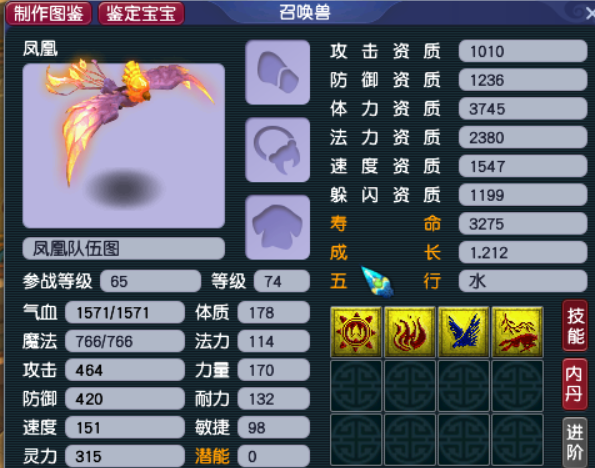 制作图鉴 鉴定宝宝 召唤兽
凤凰
攻击资质 1010
防御资质 1236
体力资质 3745
法力资质 2380
速度资质 1547
躲闪资质 1199
寿命 3275
凤凰队伍图
成长 1.212
参战等级 65 等级 74
五行 水
气血 1571/1571 体质 178
魔法 766/766 法力 114
攻击 464 力量 170
防御 420 耐力 132
速度 151 敏捷 98
灵力 315 潜能 0
技能
内丹
进阶